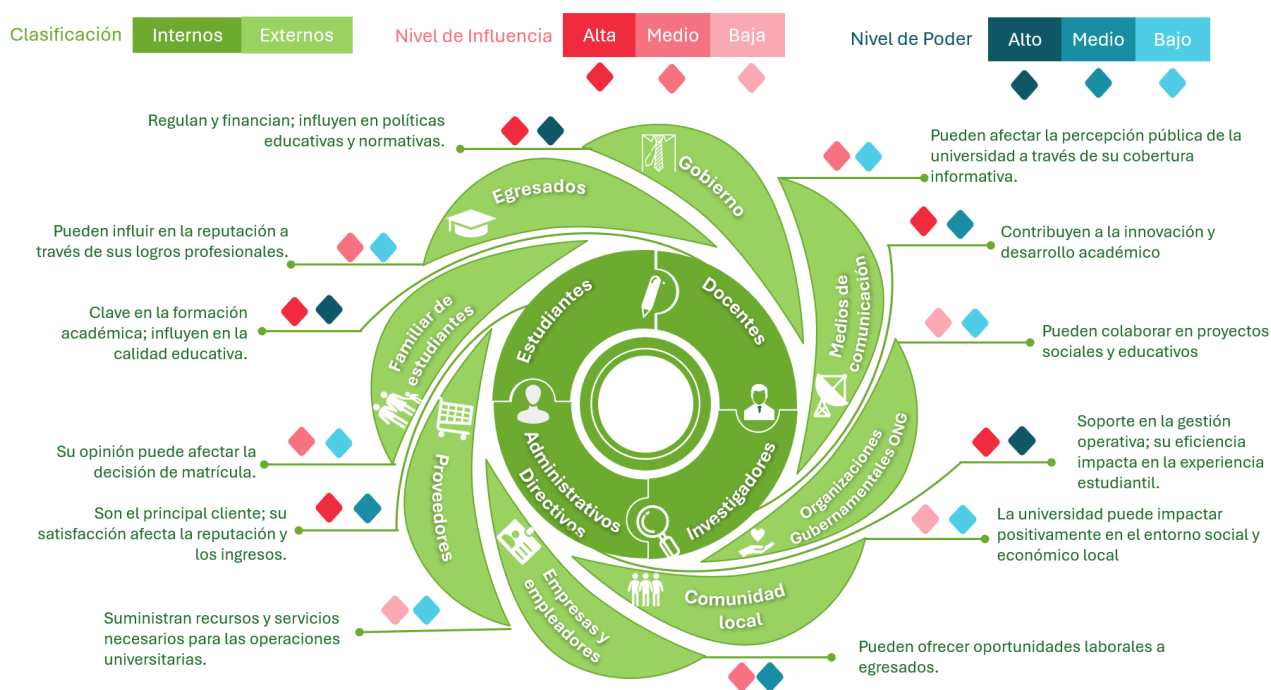 Clasificación
Internos
Externos
Nivel de Influencia
Alta
Medio
Baja
Nivel de Poder
Alto
Medio
Bajo
Regulan y financian; influyen en políticas
educativas y normativas.
Pueden influir en la reputación a
través de sus logros profesionales.
Clave en la formación
académica; influyen en la
calidad educativa.
Su opinión puede afectar la
decisión de matrícula.
Son el principal cliente; su
satisfacción afecta la reputación y
los ingresos.
Suministran recursos y servicios
necesarios para las operaciones
universitarias.
Pueden afectar la percepción pública de la
universidad a través de su cobertura
informativa.
Contribuyen a la innovación y
desarrollo académico
Pueden colaborar en proyectos
sociales y educativos
Soporte en la gestión
operativa; su eficiencia
impacta en la experiencia
estudiantil.
La universidad puede impactar
positivamente en el entorno social y
económico local
Pueden ofrecer oportunidades laborales a
egresados.
Gobierno
Egresados
Familiar de
estudiantes
Proveedores
Empresas y
empleadores
Comunidad
local
Organizaciones
Gubernamentales ONG
Medios de
comunicación
Estudiantes
Docentes
Administrativos
Directivos
Investigadores